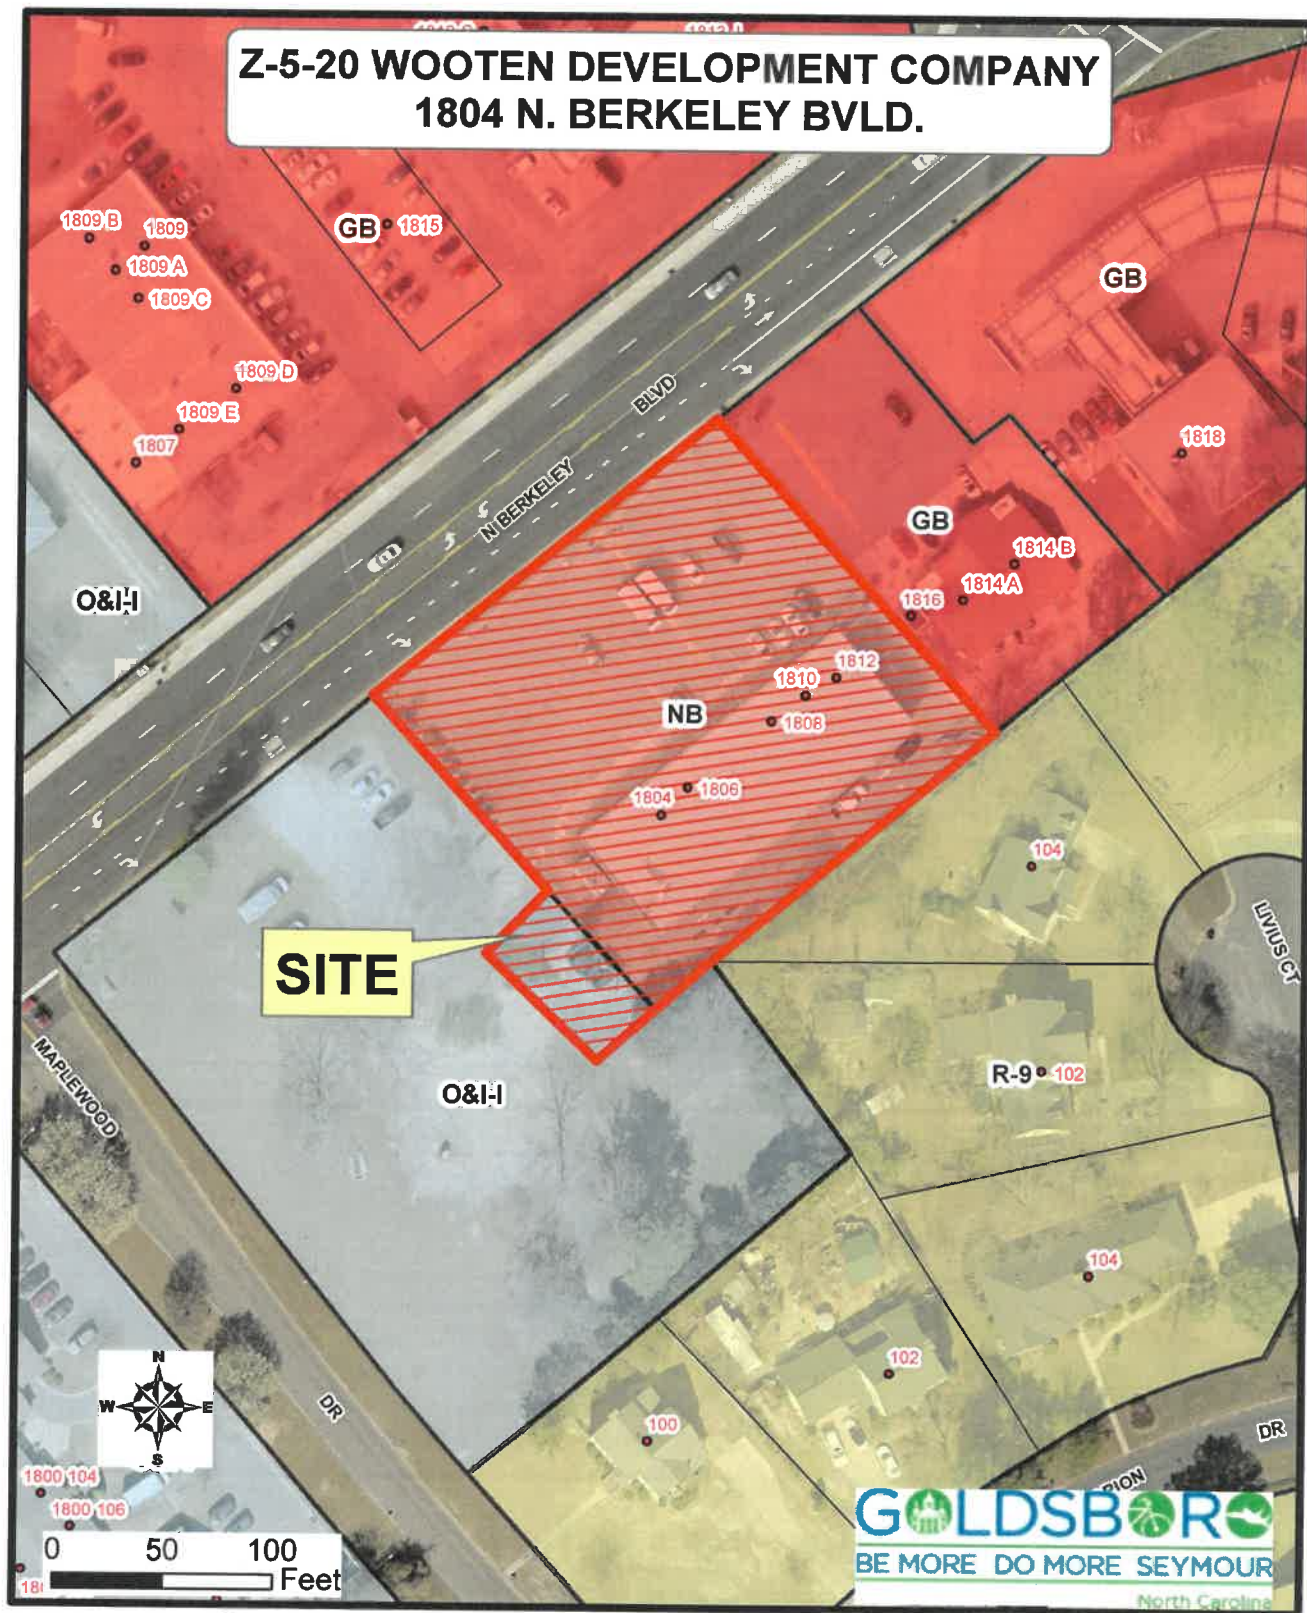 Z-5-20 WOOTEN DEVELOPMENT COMPANY
1804 N. BERKELEY BVLD.
1809 B
1809
1809 A
1809 C
GB
1815
GB
1809 D
1809 E
1807
BLVD
N BERKELEY
1818
GB
1814 B
1814 A
1816
O&I-I
1812
1810
NB
1808
1806
1804
104
LIVIUS CT
SITE
MAPLEWOOD
O&I-I
R-9
102
104
102
100
DR
DR
N
W
E
S
1800 104
1800 106
0 50 100
Feet
GOLDSBORO
BE MORE DO MORE SEYMOUR
North Carolina